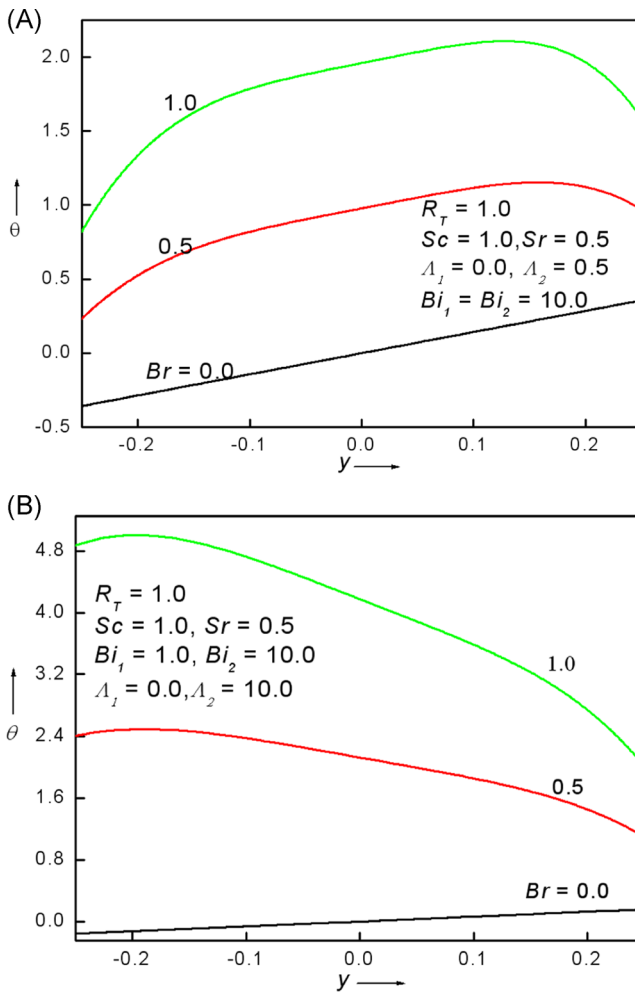 (A)
2.0
1.5
1.0
0.5
0.0
-0.5
θ
1.0
0.5
Br = 0.0
R_T = 1.0
Sc = 1.0, Sr = 0.5
Λ_1 = 0.0, Λ_2 = 0.5
Bi_1 = Bi_2 = 10.0
-0.2 -0.1 0.0 0.1 0.2
y
(B)
4.8
4.0
3.2
2.4
1.6
0.8
0.0
θ
R_T = 1.0
Sc = 1.0, Sr = 0.5
Bi_1 = 1.0, Bi_2 = 10.0
Λ_1 = 0.0, Λ_2 = 10.0
1.0
0.5
Br = 0.0
-0.2 -0.1 0.0 0.1 0.2
y